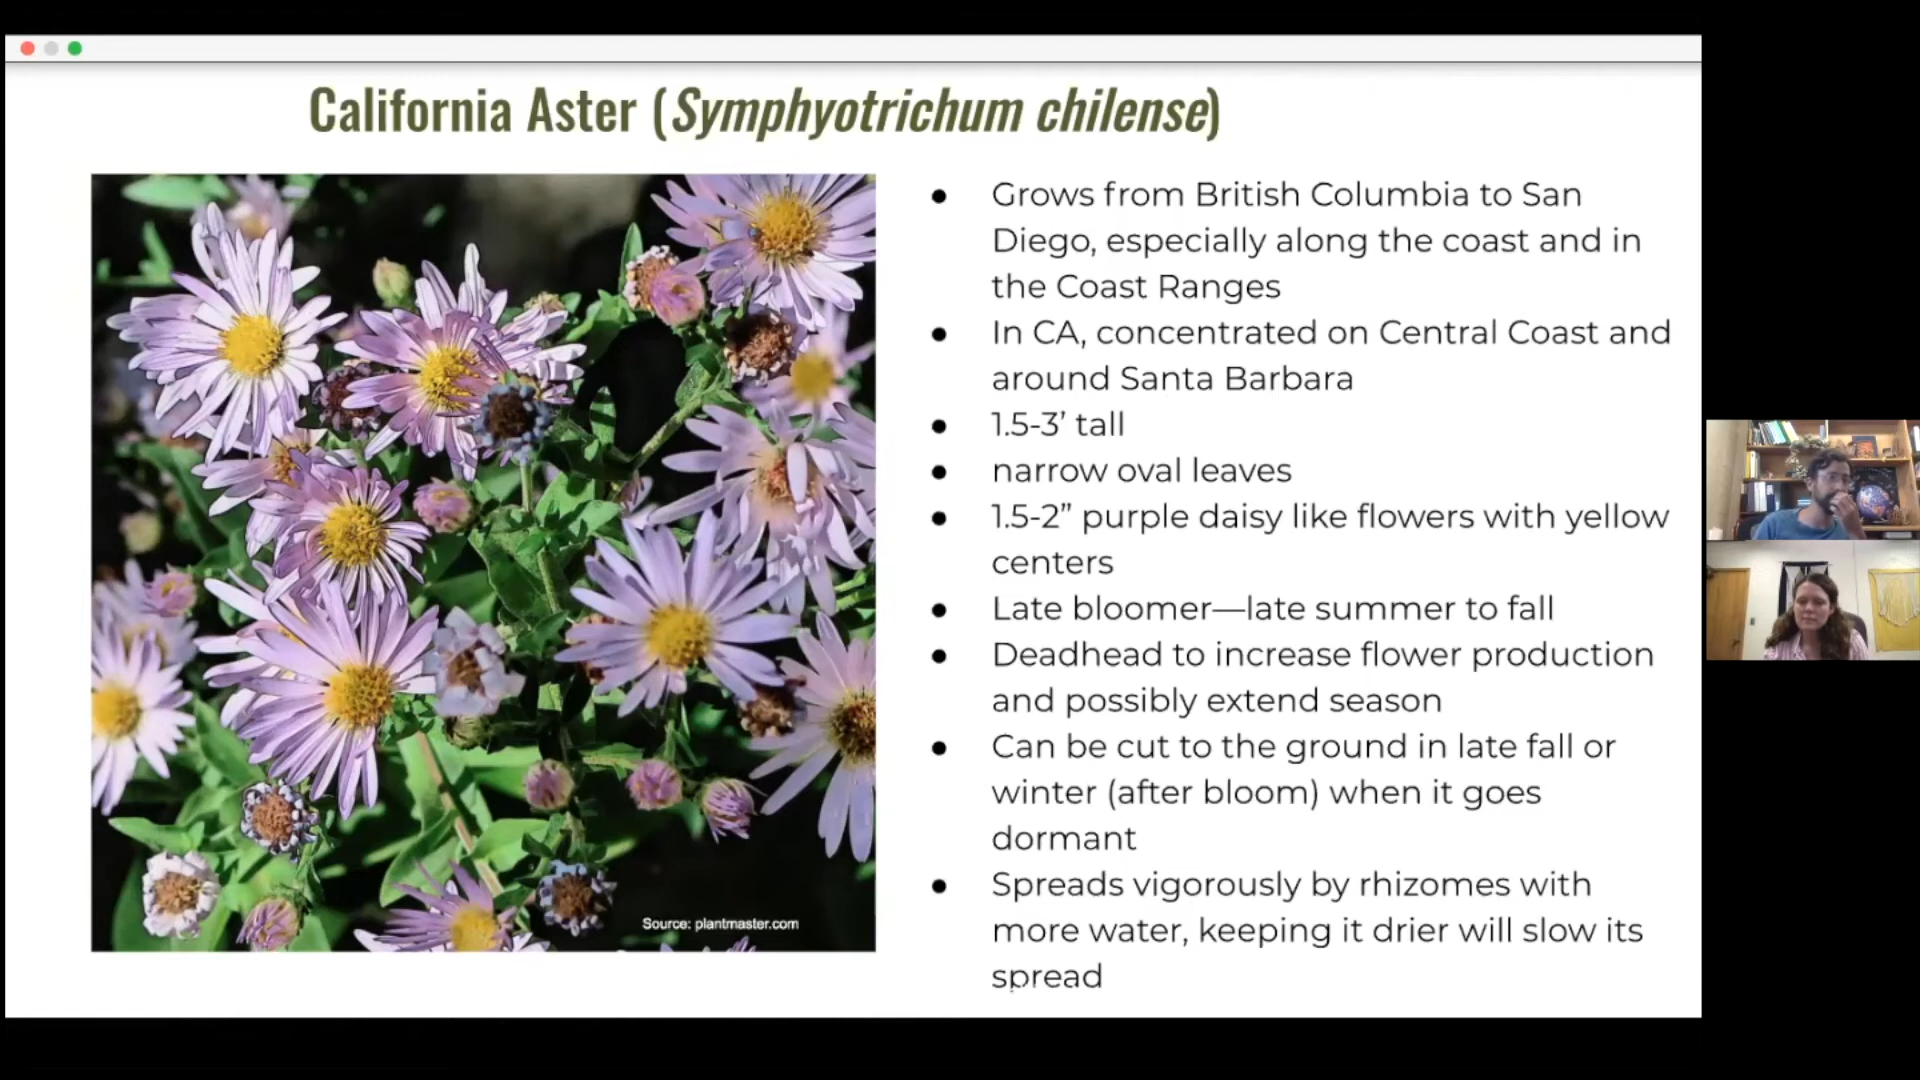 California Aster (Symphyotrichum chilense)
● Grows from British Columbia to San
Diego, especially along the coast and in
the Coast Ranges
● In CA, concentrated on Central Coast and
around Santa Barbara
● 1.5-3’ tall
● narrow oval leaves
● 1.5-2” purple daisy like flowers with yellow
centers
● Late bloomer—late summer to fall
● Deadhead to increase flower production
and possibly extend season
● Can be cut to the ground in late fall or
winter (after bloom) when it goes
dormant
● Spreads vigorously by rhizomes with
more water, keeping it drier will slow its
spread
Source: plantmaster.com